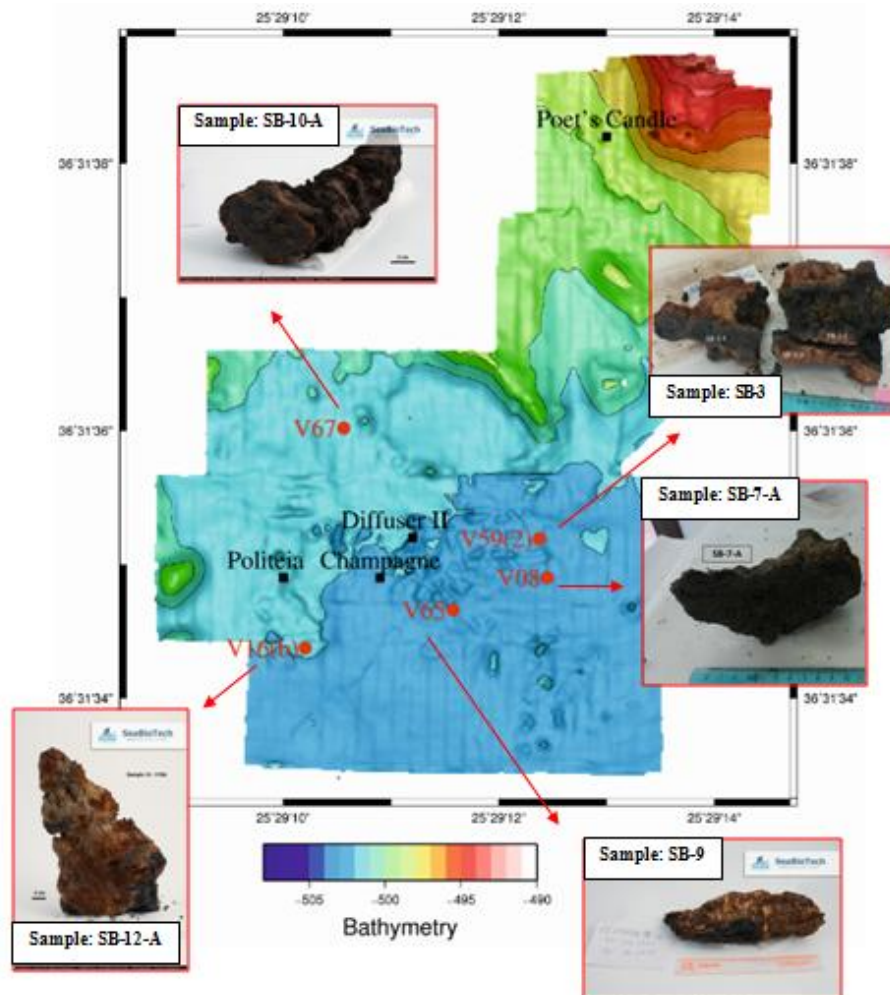 25˚29'10"
25˚29'12"
25˚29'14"
Sample: SB-10-A
SeaBioTech
Poet's Candle
36˚31'38"
36˚31'38"
Sample: SB-3
V67
36˚31'36"
36˚31'36"
Sample: SB-7-A
SB-7-A
Diffuser II
V59(2)
Politeia
Champagne
V08
V65
V16(b)
36˚31'34"
36˚31'34"
SeaBioTech
Sample: SB-12-A
25˚29'10"
25˚29'12"
25˚29'14"
Sample: SB-9
SeaBioTech
-505
-500
-495
-490
Bathymetry